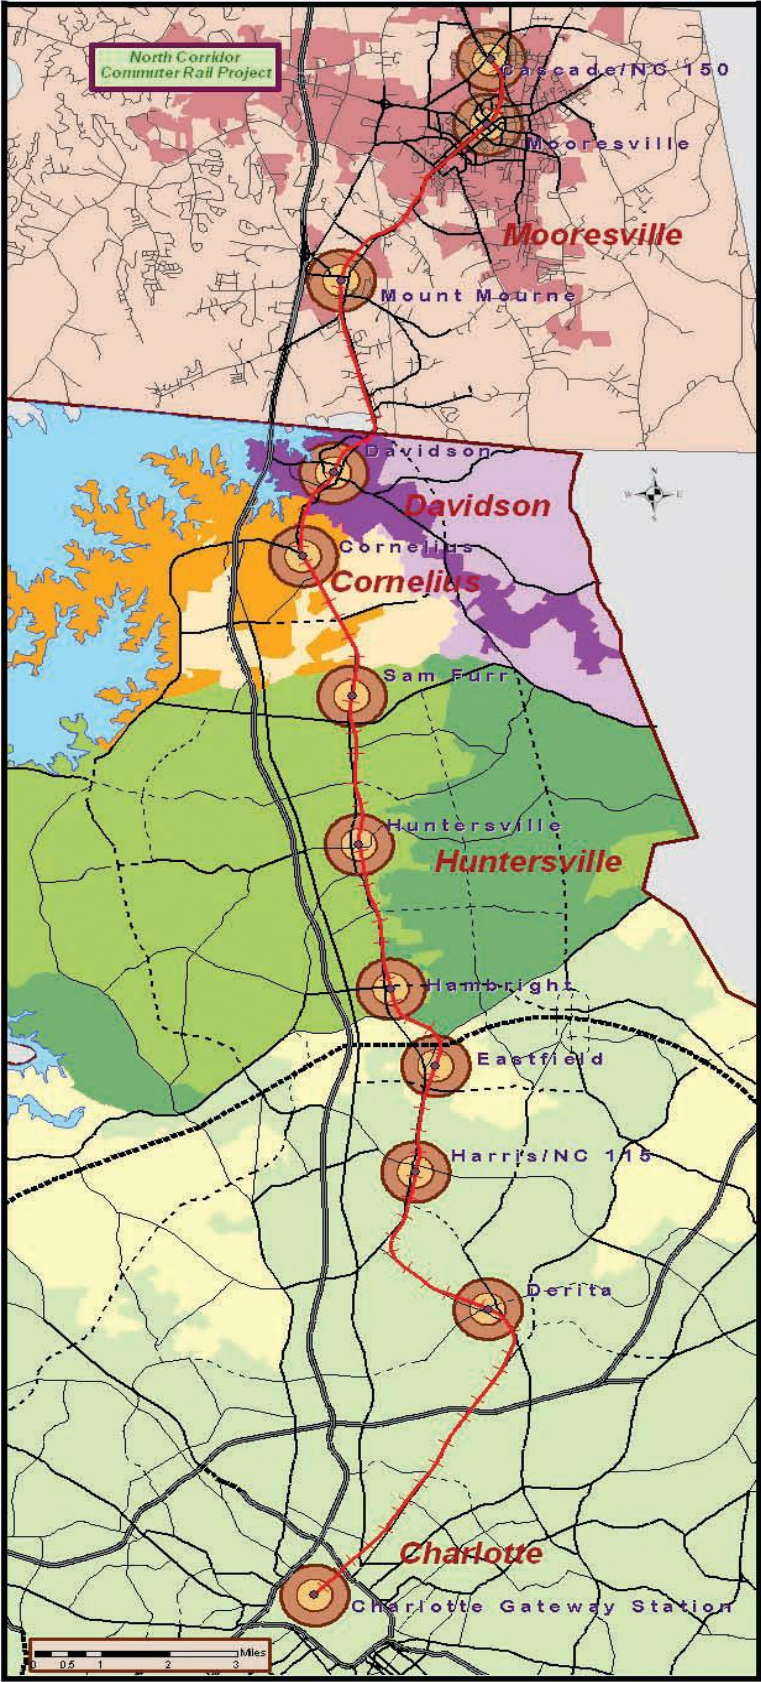 North Corridor
Commuter Rail Project
Cascade/NC 150
Mooresville
Mooresville
Mount Mourne
Davidson
N
W E
S
Davidson
Cornelius
Cornelius
Sam Furr
Huntersville
Huntersville
Hambright
Eastfield
Harris/NC 115
Derita
Charlotte
Charlotte Gateway Station
Miles
0 0.5 1 2 3